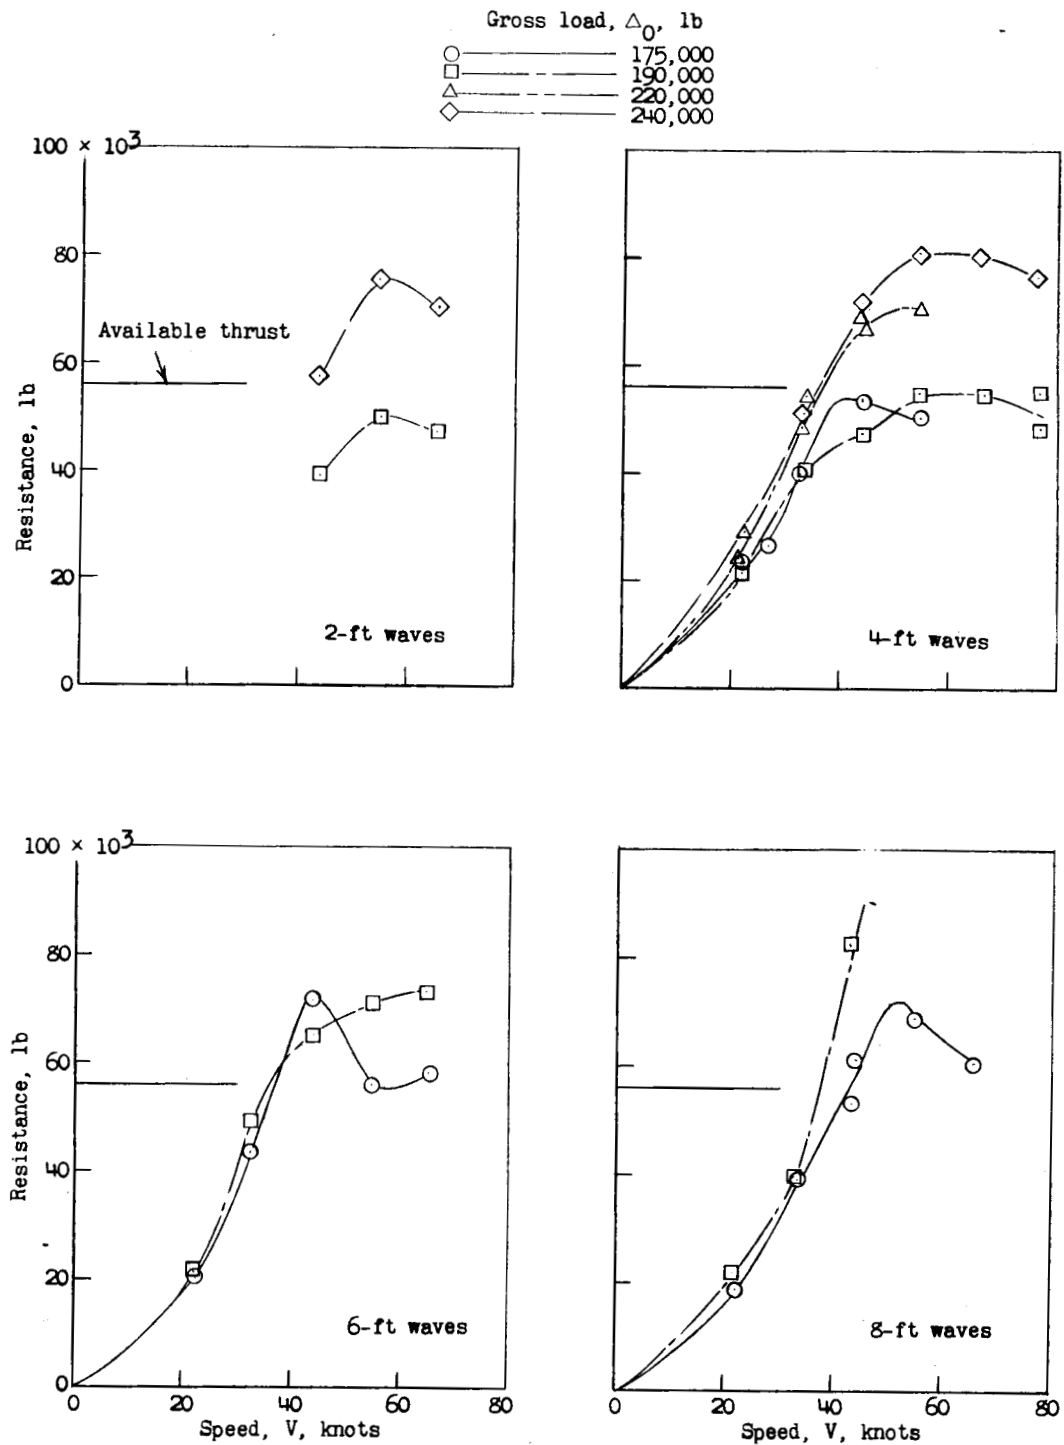 Gross load, Δ₀, lb
175,000
190,000
220,000
240,000
100 × 10³
80
60
40
20
0
Resistance, lb
Available thrust
2-ft waves
4-ft waves
100 × 10³
80
60
40
20
0
Resistance, lb
6-ft waves
8-ft waves
0 20 40 60 80
Speed, V, knots
0 20 40 60 80
Speed, V, knots